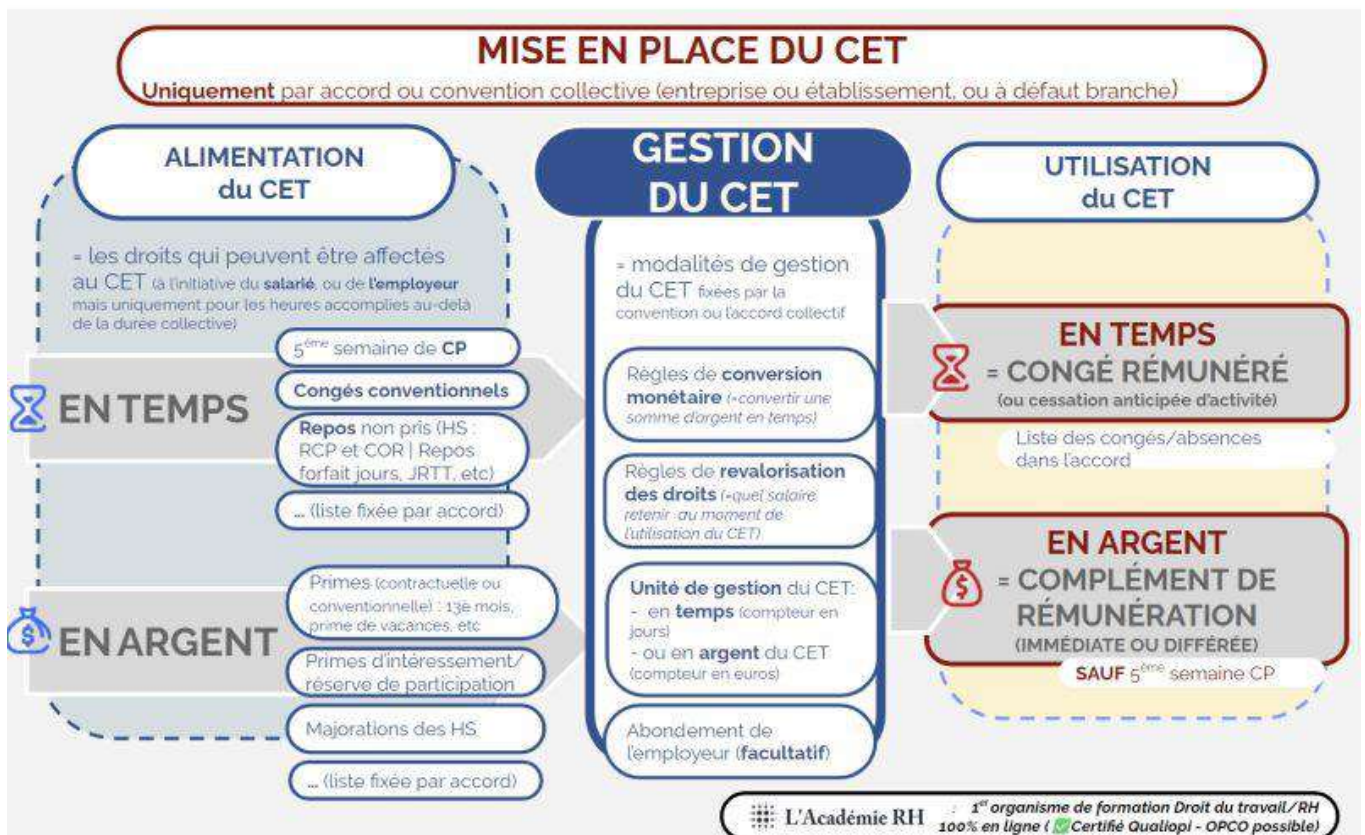 MISE EN PLACE DU CET
Uniquement par accord ou convention collective (entreprise ou établissement, ou à défaut branche)
ALIMENTATION
du CET
= les droits qui peuvent être affectés
au CET (à l'initiative du salarié, ou de l'employeur
mais uniquement pour les heures accomplies au-delà
de la durée collective)
EN TEMPS
5ème semaine de CP
Congés conventionnels
Repos non pris (HS :
RCP et COR | Repos
forfait jours, JRTT, etc)
... (liste fixée par accord)
EN ARGENT
Primes (contractuelle ou
conventionnelle) : 13è mois,
prime de vacances, etc
Primes d'intéressement/
réserve de participation
Majorations des HS
... (liste fixée par accord)
GESTION
DU CET
= modalités de gestion
du CET fixées par la
convention ou l'accord collectif
Règles de conversion
monétaire (=convertir une
somme d'argent en temps)
Règles de revalorisation
des droits (=quel salaire
retenir au moment de
l'utilisation du CET)
Unité de gestion du CET:
- en temps (compteur en
jours)
- ou en argent du CET
(compteur en euros)
Abondement de
l'employeur (facultatif)
UTILISATION
du CET
EN TEMPS
= CONGÉ RÉMUNÉRÉ
(ou cessation anticipée d'activité)
Liste des congés/absences
dans l'accord
EN ARGENT
= COMPLÉMENT DE
RÉMUNÉRATION
(IMMÉDIATE OU DIFFÉRÉE)
SAUF 5ème semaine CP
L'Académie RH : 1er organisme de formation Droit du travail/RH
100% en ligne ( ✅Certifié Qualiopi - OPCO possible)